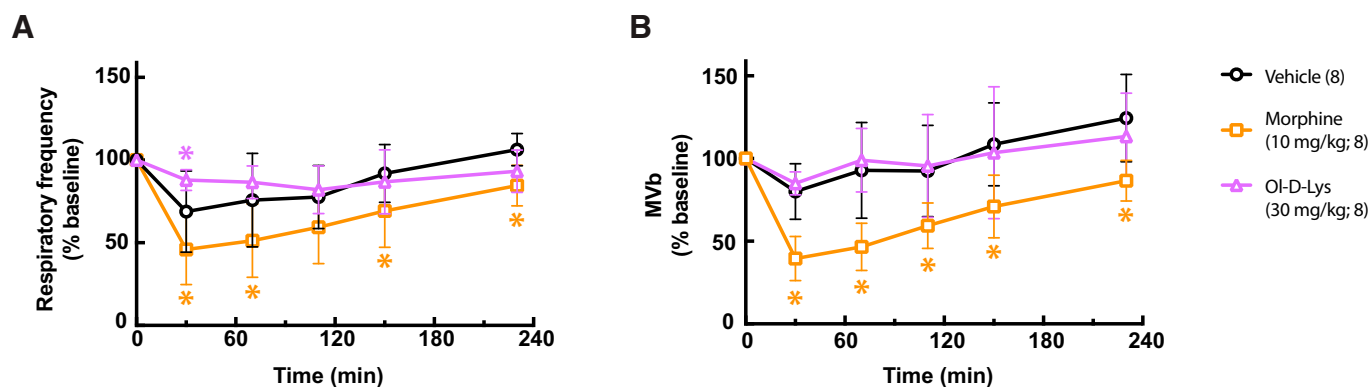 A
Respiratory frequency
(% baseline)
150
100
50
0
0 60 120 180 240
Time (min)
*
*
*
*
*
B
MVb
(% baseline)
150
100
50
0
0 60 120 180 240
Time (min)
*
*
*
*
*
Vehicle (8)
Morphine
(10 mg/kg; 8)
Ol-D-Lys
(30 mg/kg; 8)